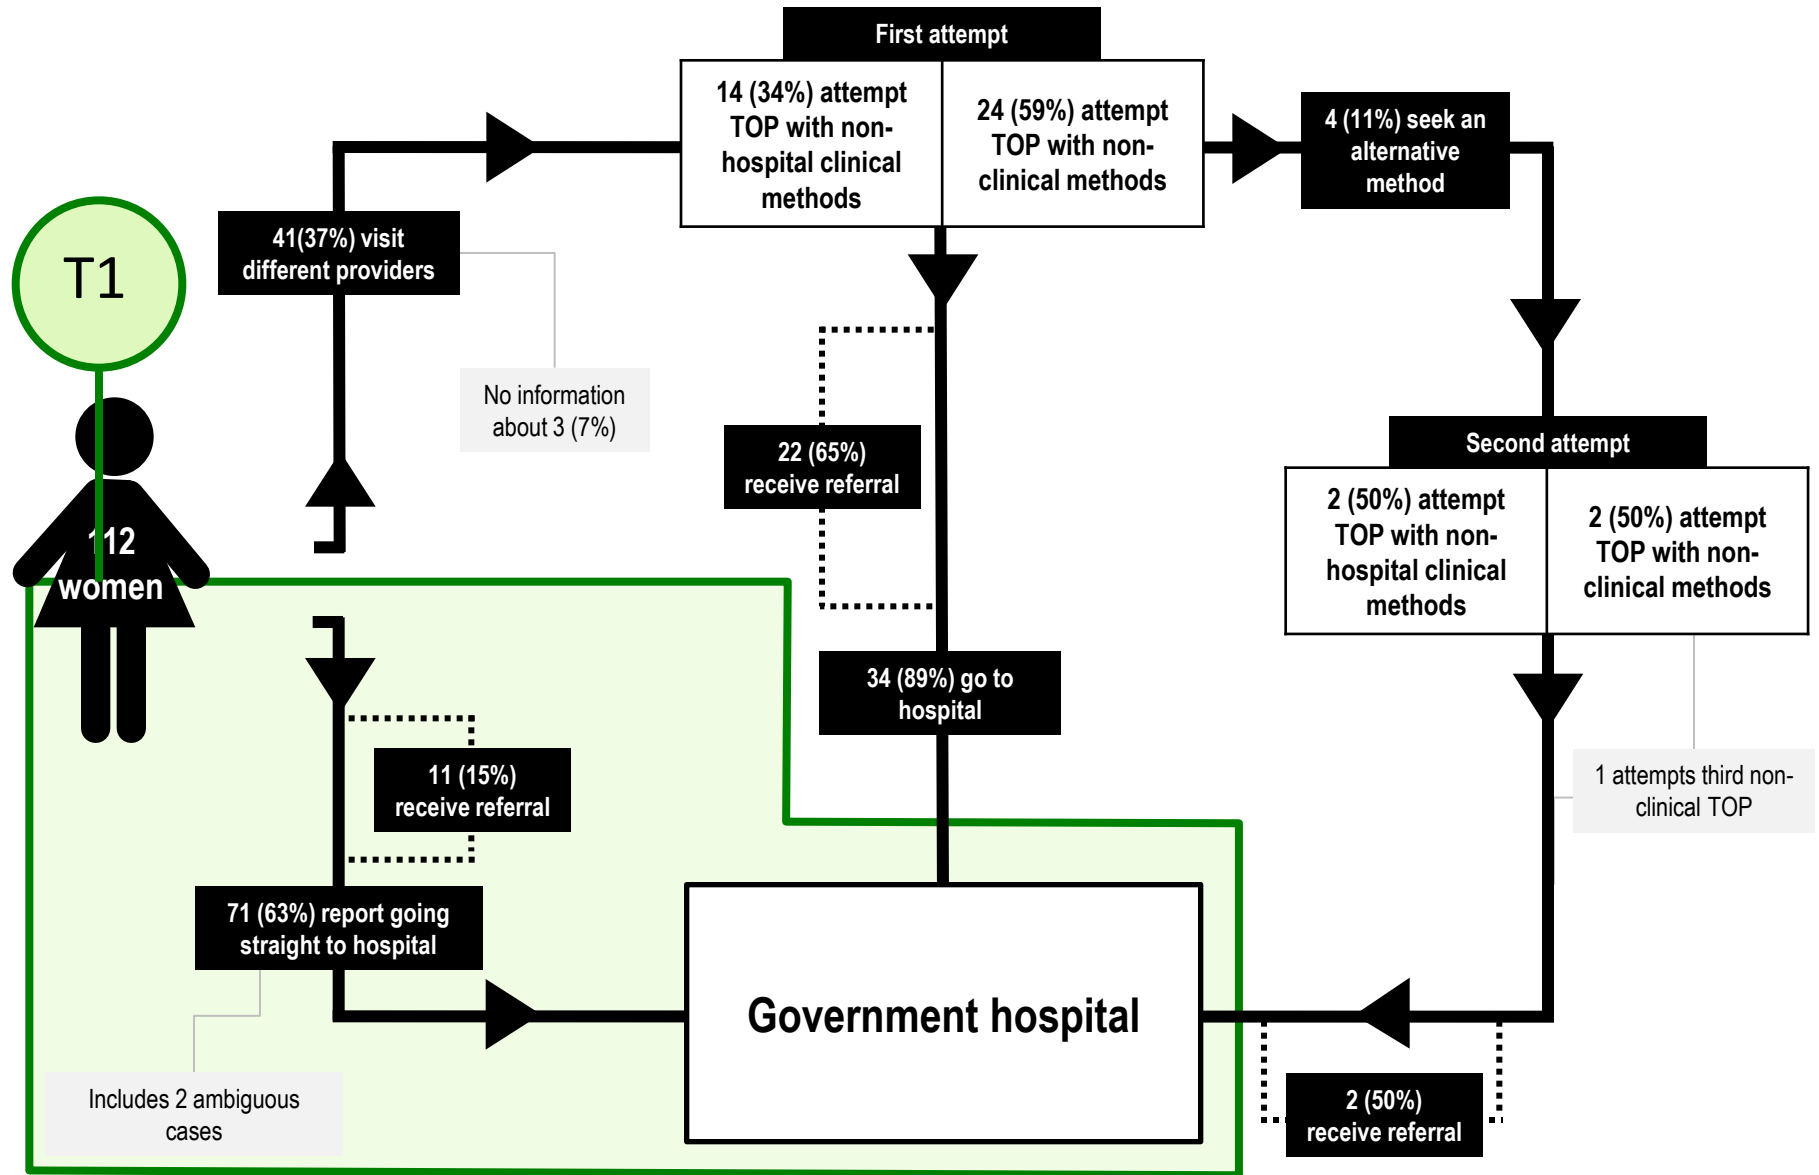 First attempt
14 (34%) attempt
TOP with non-
hospital clinical
methods
24 (59%) attempt
TOP with non-
clinical methods
4 (11%) seek an
alternative
method
41(37%) visit
different providers
T1
No information
about 3 (7%)
22 (65%)
receive referral
Second attempt
2 (50%) attempt
TOP with non-
hospital clinical
methods
2 (50%) attempt
TOP with non-
clinical methods
112
women
34 (89%) go to
hospital
11 (15%)
receive referral
1 attempts third non-
clinical TOP
71 (63%) report going
straight to hospital
Government hospital
Includes 2 ambiguous
cases
2 (50%)
receive referral